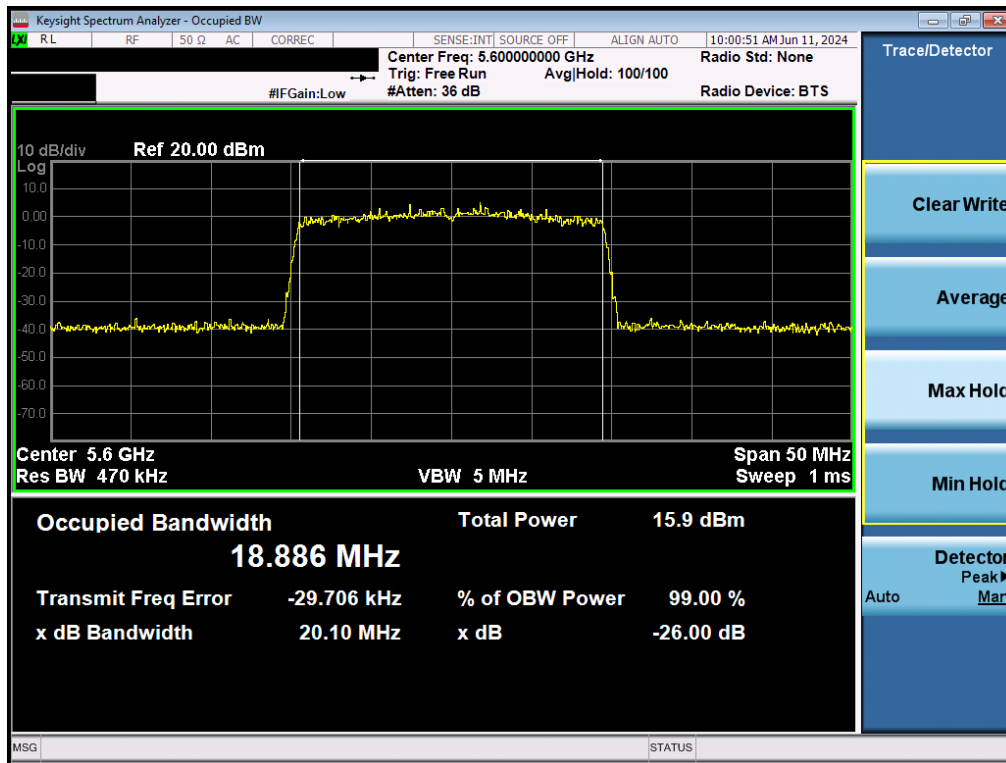 Keysight Spectrum Analyzer - Occupied BW
LXI RL RF 50 Ω AC CORREC SENSE:INT SOURCE OFF ALIGN AUTO 10:00:51 AM Jun 11, 2024
Center Freq: 5.600000000 GHz Radio Std: None
Trig: Free Run Avg|Hold: 100/100
#IFGain:Low #Atten: 36 dB Radio Device: BTS
10 dB/div Ref 20.00 dBm
Log
10.0
0.00
-10.0
-20.0
-30.0
-40.0
-50.0
-60.0
-70.0
Center 5.6 GHz Span 50 MHz
Res BW 470 kHz VBW 5 MHz Sweep 1 ms
Occupied Bandwidth Total Power 15.9 dBm
18.886 MHz
Transmit Freq Error -29.706 kHz % of OBW Power 99.00 %
x dB Bandwidth 20.10 MHz x dB -26.00 dB
MSG STATUS
Trace/Detector
Clear Write
Average
Max Hold
Min Hold
Detector
Peak
Auto Man